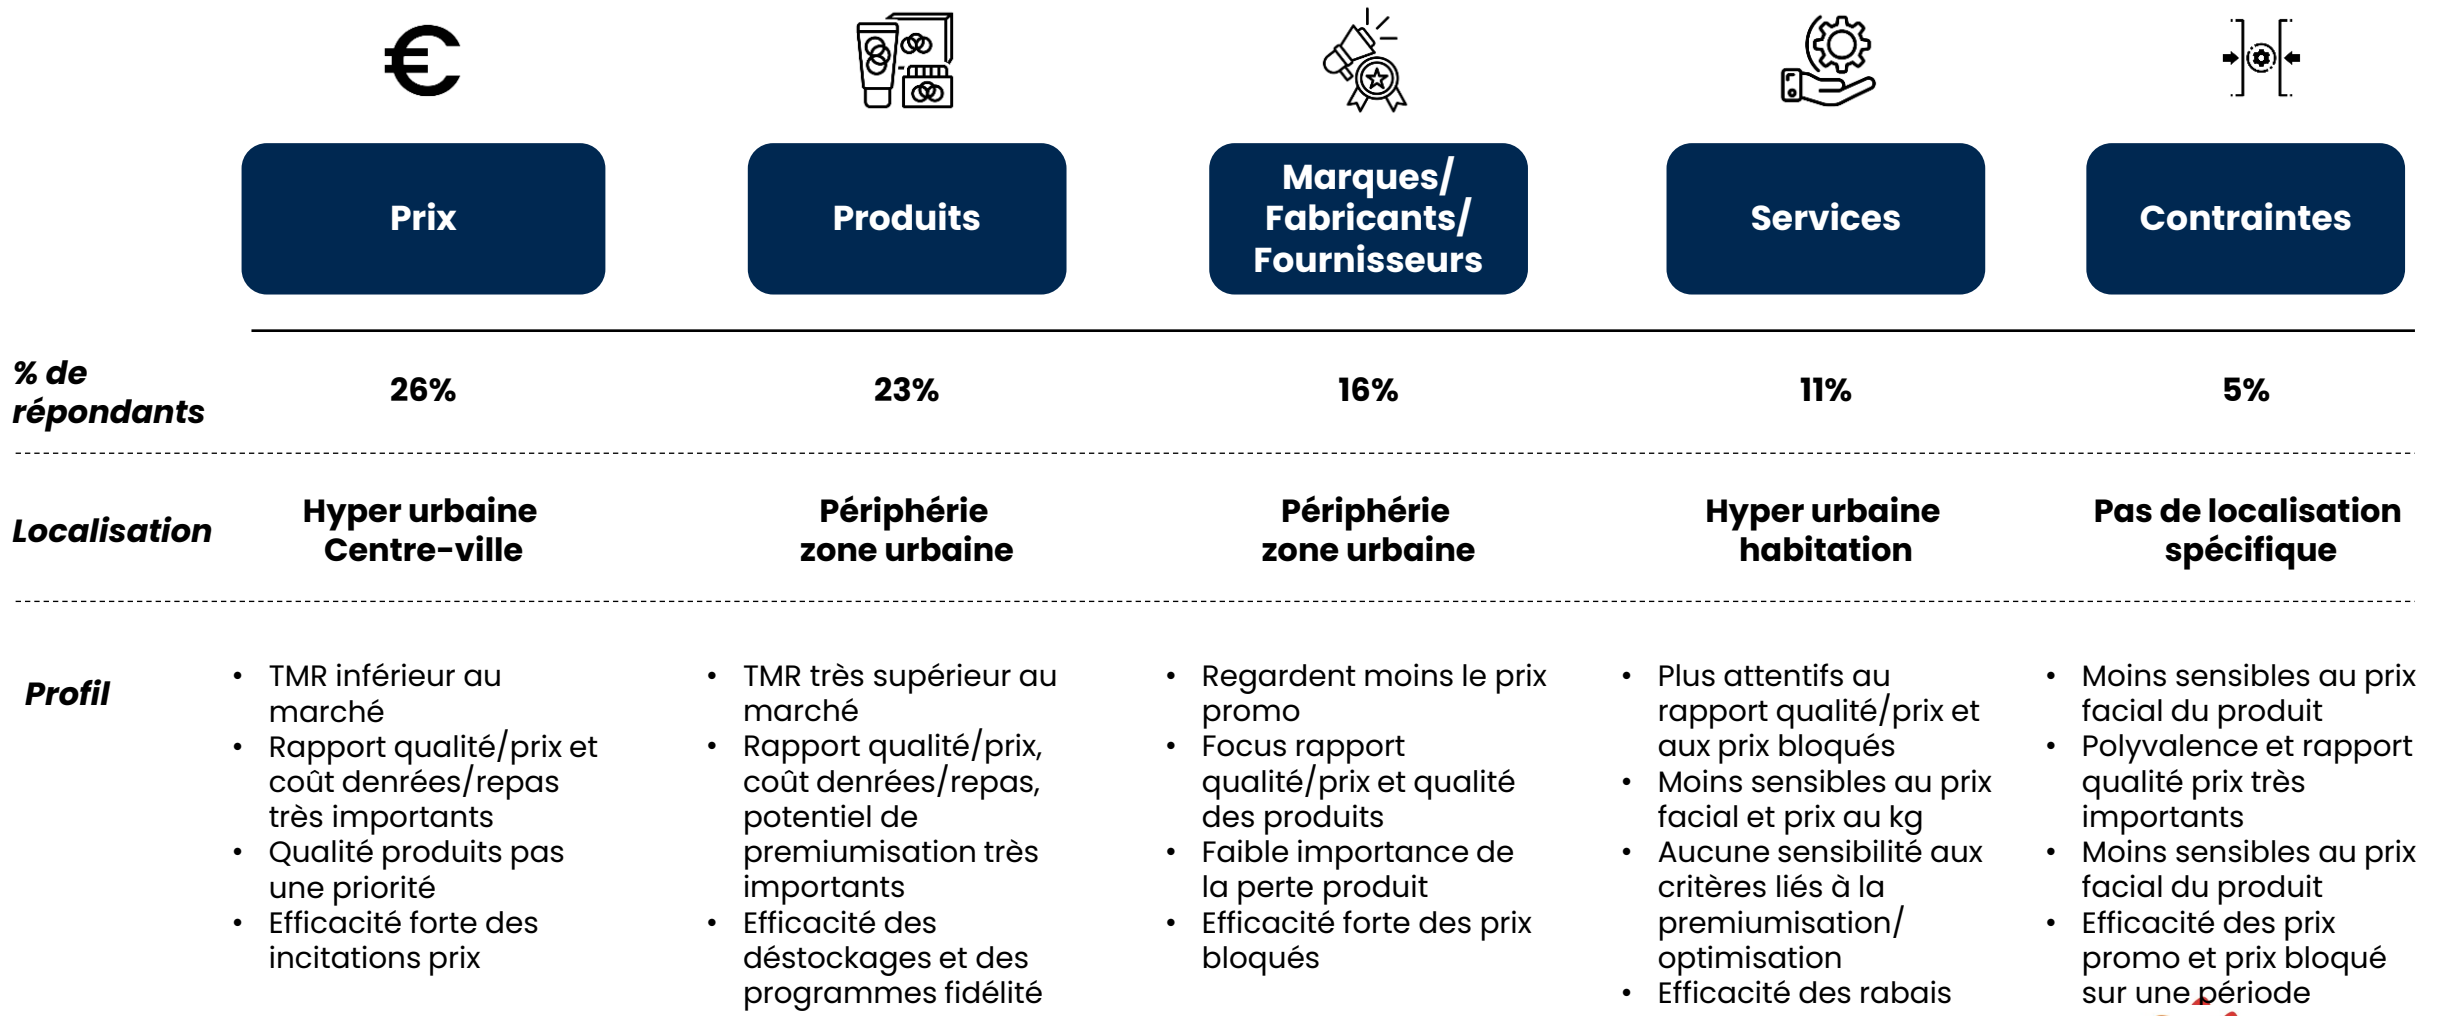 Prix
Produits
Marques/
Fabricants/
Fournisseurs
Services
Contraintes
% de
répondants
26%
23%
16%
11%
5%
Localisation
Hyper urbaine
Centre-ville
Périphérie
zone urbaine
Périphérie
zone urbaine
Hyper urbaine
habitation
Pas de localisation
spécifique
Profil
• TMR inférieur au
marché
• Rapport qualité/prix et
coût denrées/repas
très importants
• Qualité produits pas
une priorité
• Efficacité forte des
incitations prix
• TMR très supérieur au
marché
• Rapport qualité/prix,
coût denrées/repas,
potentiel de
premiumisation très
importants
• Efficacité des
déstockages et des
programmes fidélité
• Regardent moins le prix
promo
• Focus rapport
qualité/prix et qualité
des produits
• Faible importance de
la perte produit
• Efficacité forte des prix
bloqués
• Plus attentifs au
rapport qualité/prix et
aux prix bloqués
• Moins sensibles au prix
facial et prix au kg
• Aucune sensibilité aux
critères liés à la
premiumisation/
optimisation
• Efficacité des rabais
• Moins sensibles au prix
facial du produit
• Polyvalence et rapport
qualité prix très
importants
• Moins sensibles au prix
facial du produit
• Efficacité des prix
promo et prix bloqué
sur une période